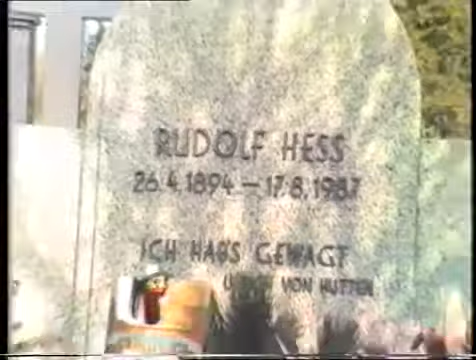 RUDOLF HESS
26.4.1894 – 17.8.1987
ICH HAB'S GEWAGT
VON HUTTEN